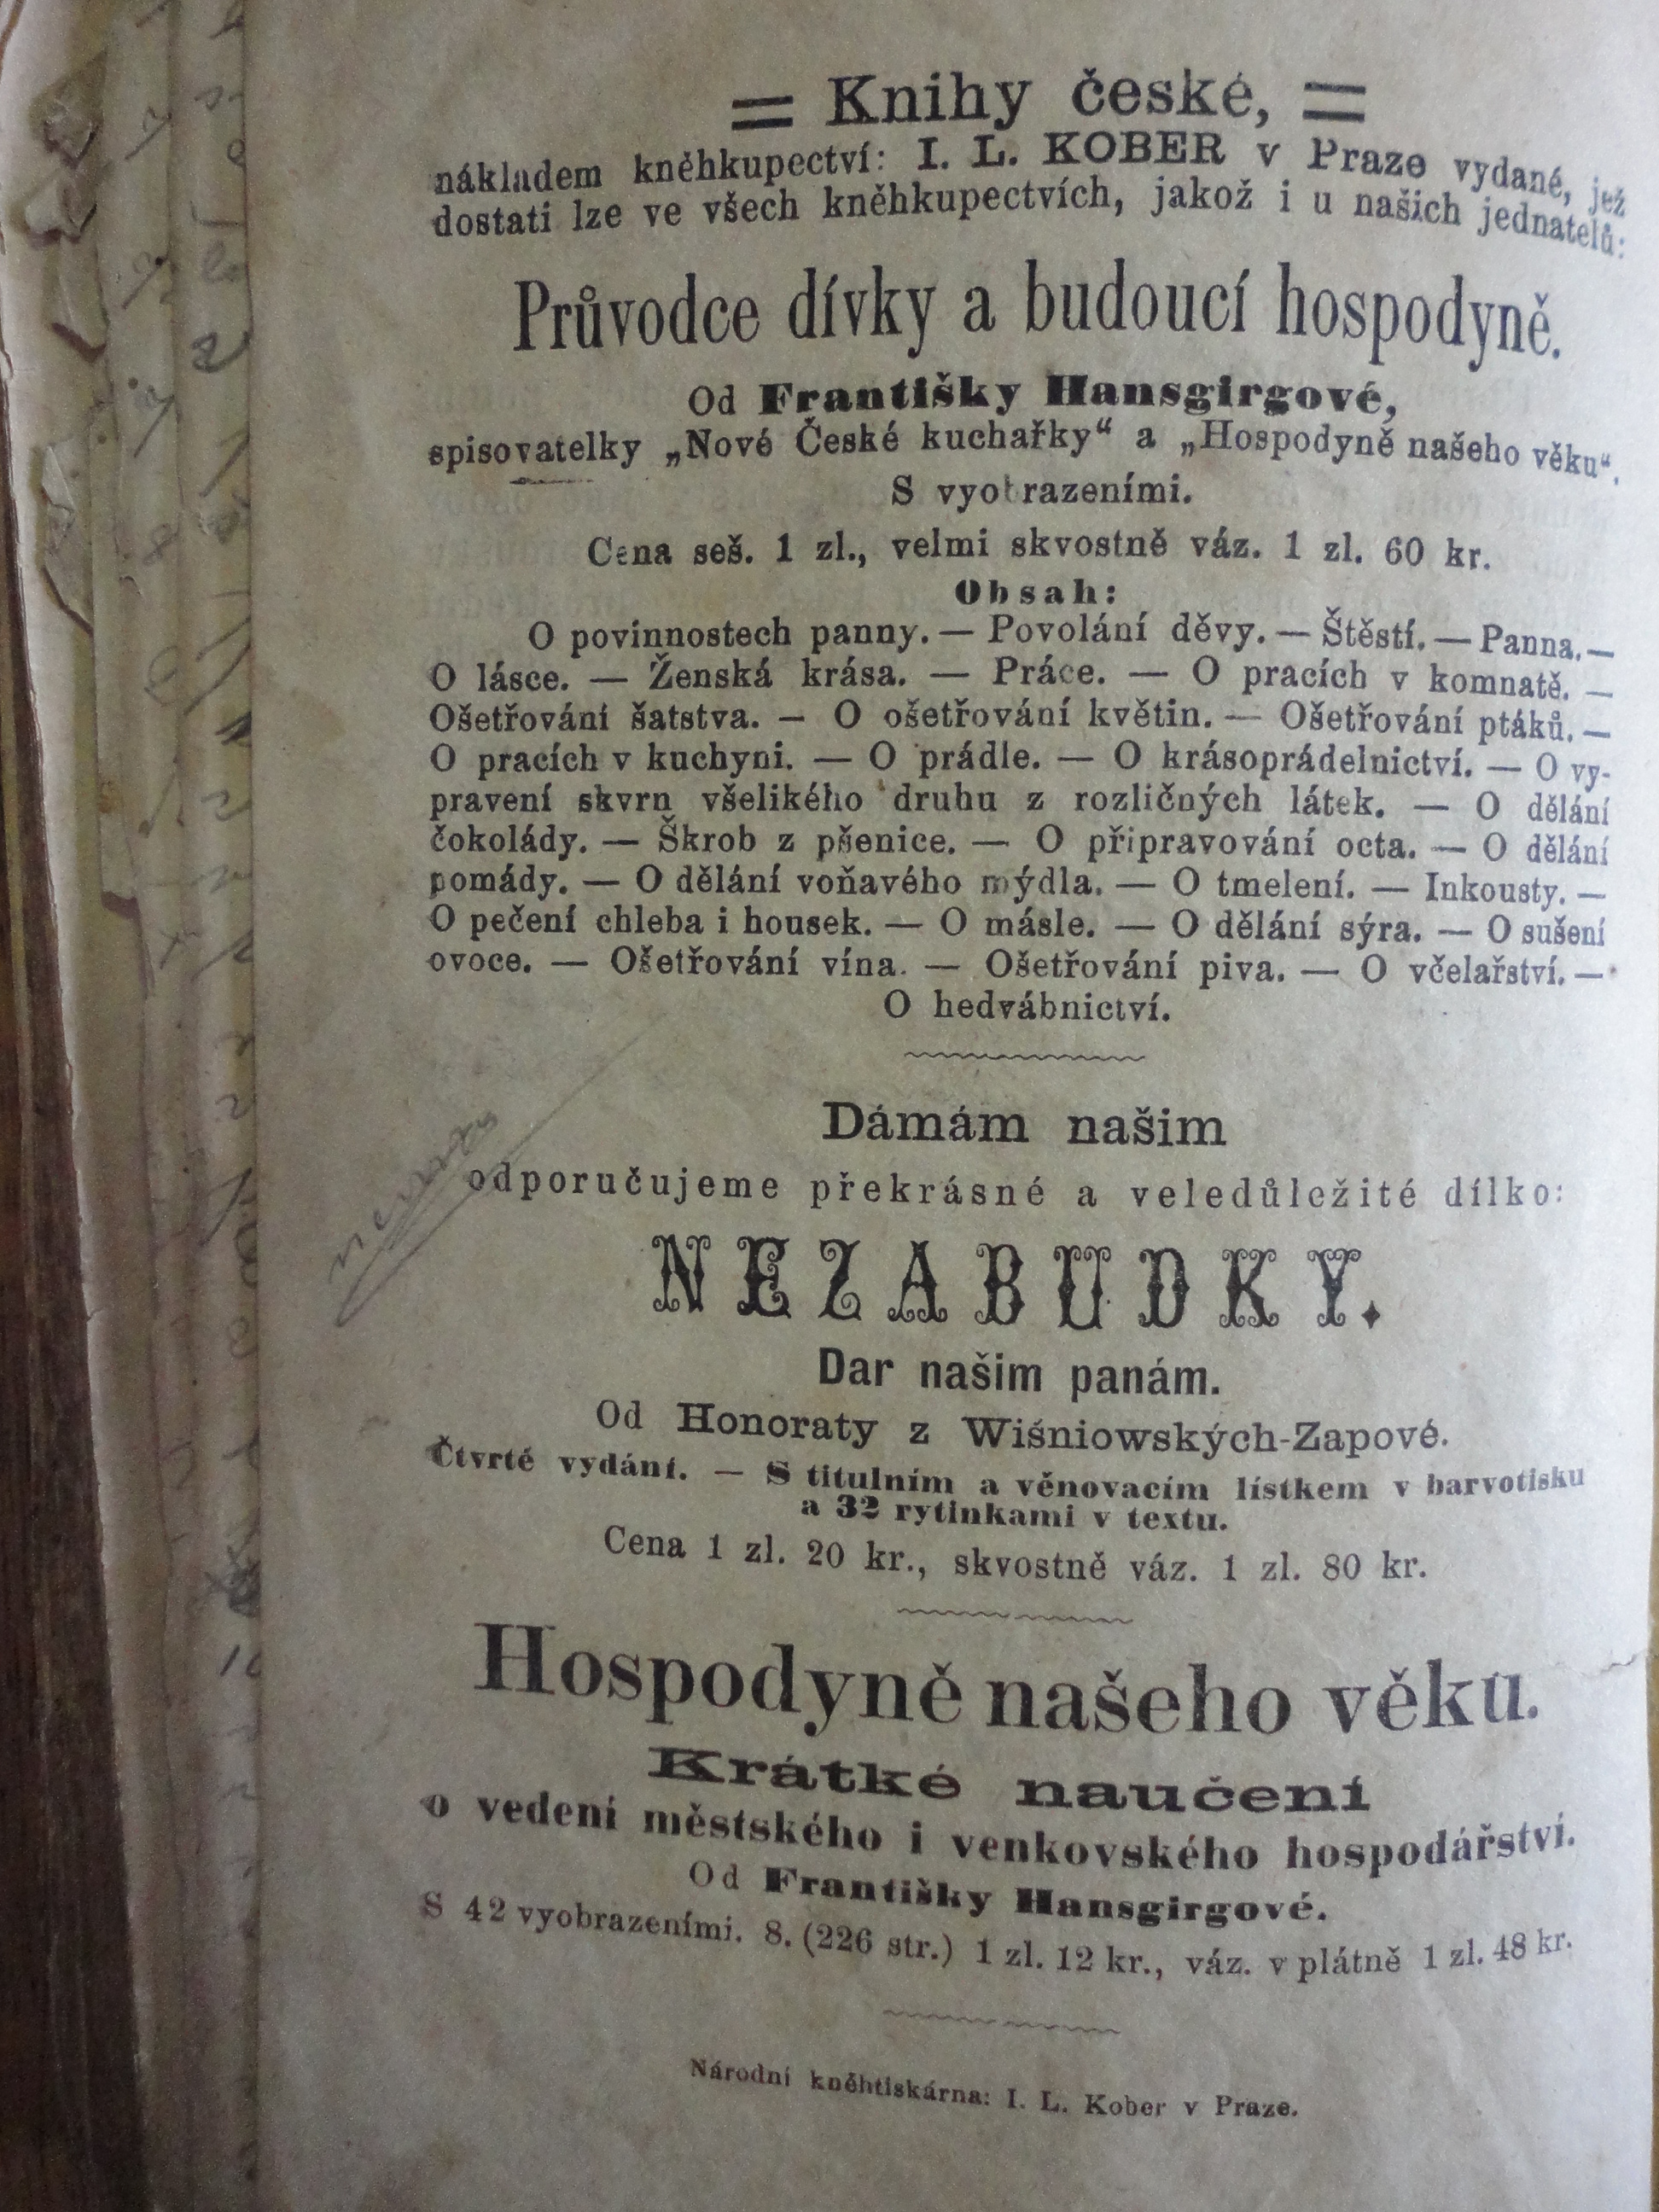 = Knihy české, =
nákladem kněhkupectví: I. L. KOBER v Praze vydané, jež
dostati lze ve všech kněhkupectvích, jakož i u našich jednatelů:
Průvodce dívky a budoucí hospodyně.
Od Františky Hansgirgové,
spisovatelky „Nové České kuchařky“ a „Hospodyně našeho věku“.
S vyobrazeními.
Cena seš. 1 zl., velmi skvostně váz. 1 zl. 60 kr.
Obsah:
O povinnostech panny. — Povolání děvy. — Štěstí. — Panna. —
O lásce. — Ženská krása. — Práce. — O pracích v komnatě. —
Ošetřování šatstva. — O ošetřování květin. — Ošetřování ptáků. —
O pracích v kuchyni. — O prádle. — O krásoprádelnictví. — O vy-
pravení skvrn všelikého druhu z rozličných látek. — O dělání
čokolády. — Škrob z pšenice. — O připravování octa. — O dělání
pomády. — O dělání voňavého mýdla. — O tmelení. — Inkousty. —
O pečení chleba i housek. — O másle. — O dělání sýra. — O sušení
ovoce. — Ošetřování vína. — Ošetřování piva. — O včelařství. —
O hedvábnictví.
Dámám našim
odporučujeme překrásné a veledůležité dílko:
NEZABUDKY.
Dar našim panám.
Od Honoraty z Wiśniowských-Zapové.
Čtvrté vydání. — S titulním a věnovacím lístkem v barvotisku
a 32 rytinkami v textu.
Cena 1 zl. 20 kr., skvostně váz. 1 zl. 80 kr.
Hospodyně našeho věku.
Krátké naučení
o vedení městského i venkovského hospodářství.
Od Františky Hansgirgové.
S 42 vyobrazeními. 8. (226 str.) 1 zl. 12 kr., váz. v plátně 1 zl. 48 kr.
Národní kněhtiskárna: I. L. Kober v Praze.